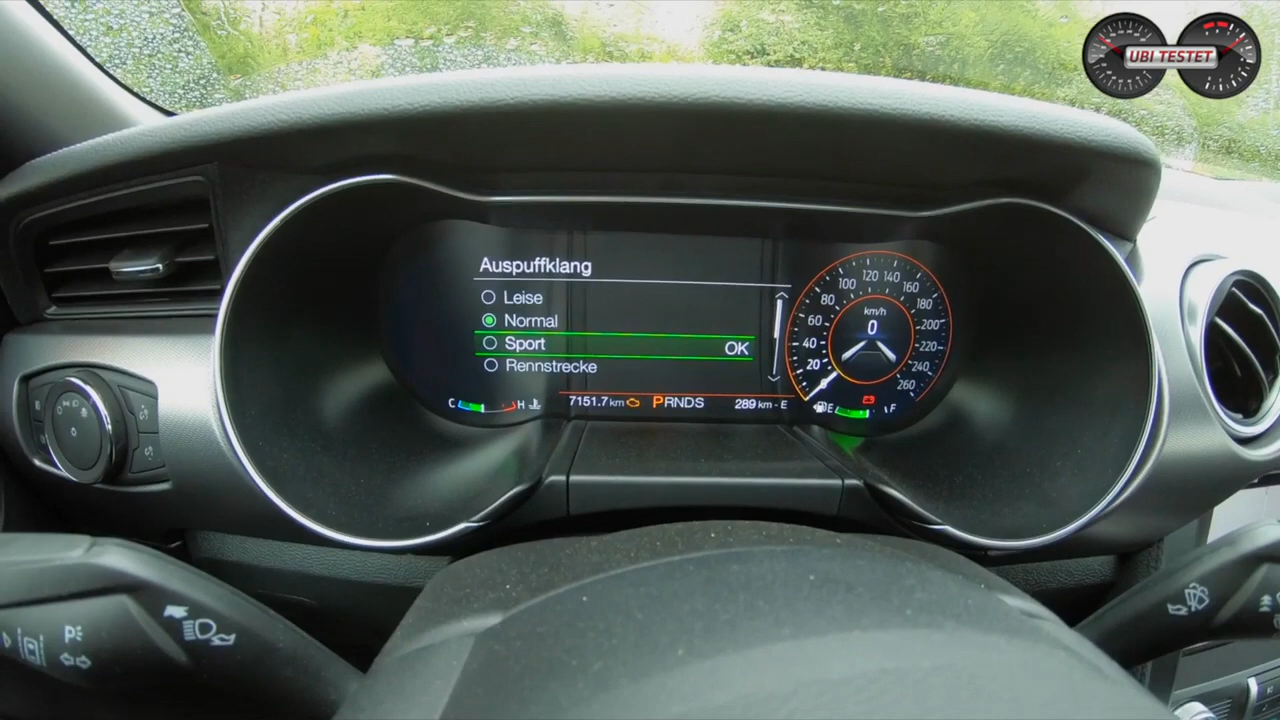 UBI TESTET
Auspuffklang
Leise
Normal
Sport OK
Rennstrecke
km/h
0
20
40
60
80
100
120
140
160
180
200
220
240
260
C H
7151.7 km PRNDS 289 km - E
E F
P